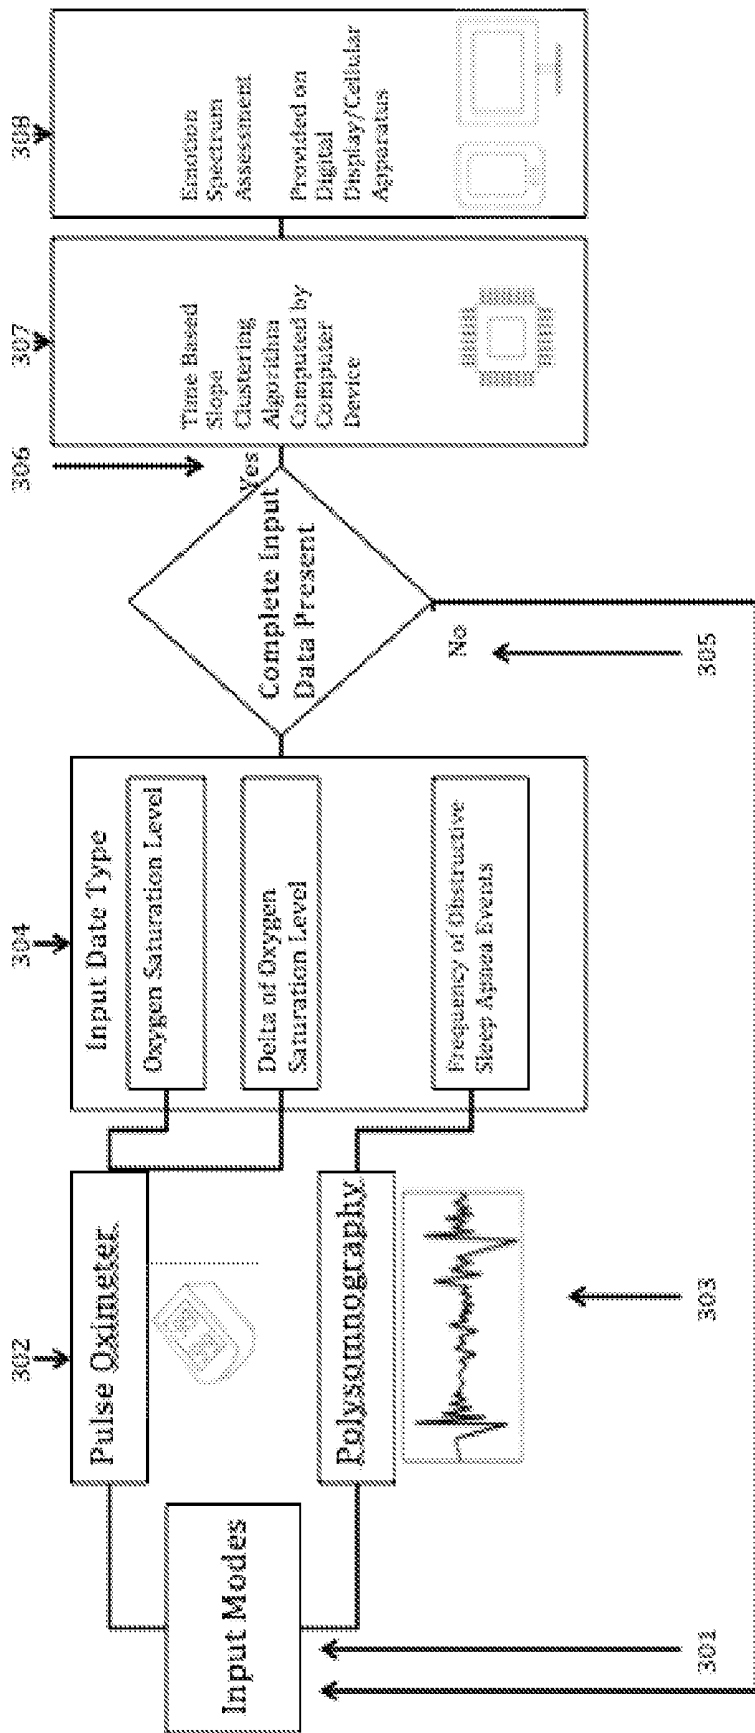 301
Input Modes
302
Pulse Oximeter
303
Polysomnography
304
Input Date Type
Oxygen Saturation Level
Delta of Oxygen
Saturation Level
Frequency of Obstructive
Sleep Apnea Events
305
No
Complete Input
Data Present
306
Yes
307
Time Based
Slope
Clustering
Algorithm
Computed by
Computer
Device
308
Emotion
Spectrum
Assessment
Provided on
Digital
Display/Cellular
Apparatus